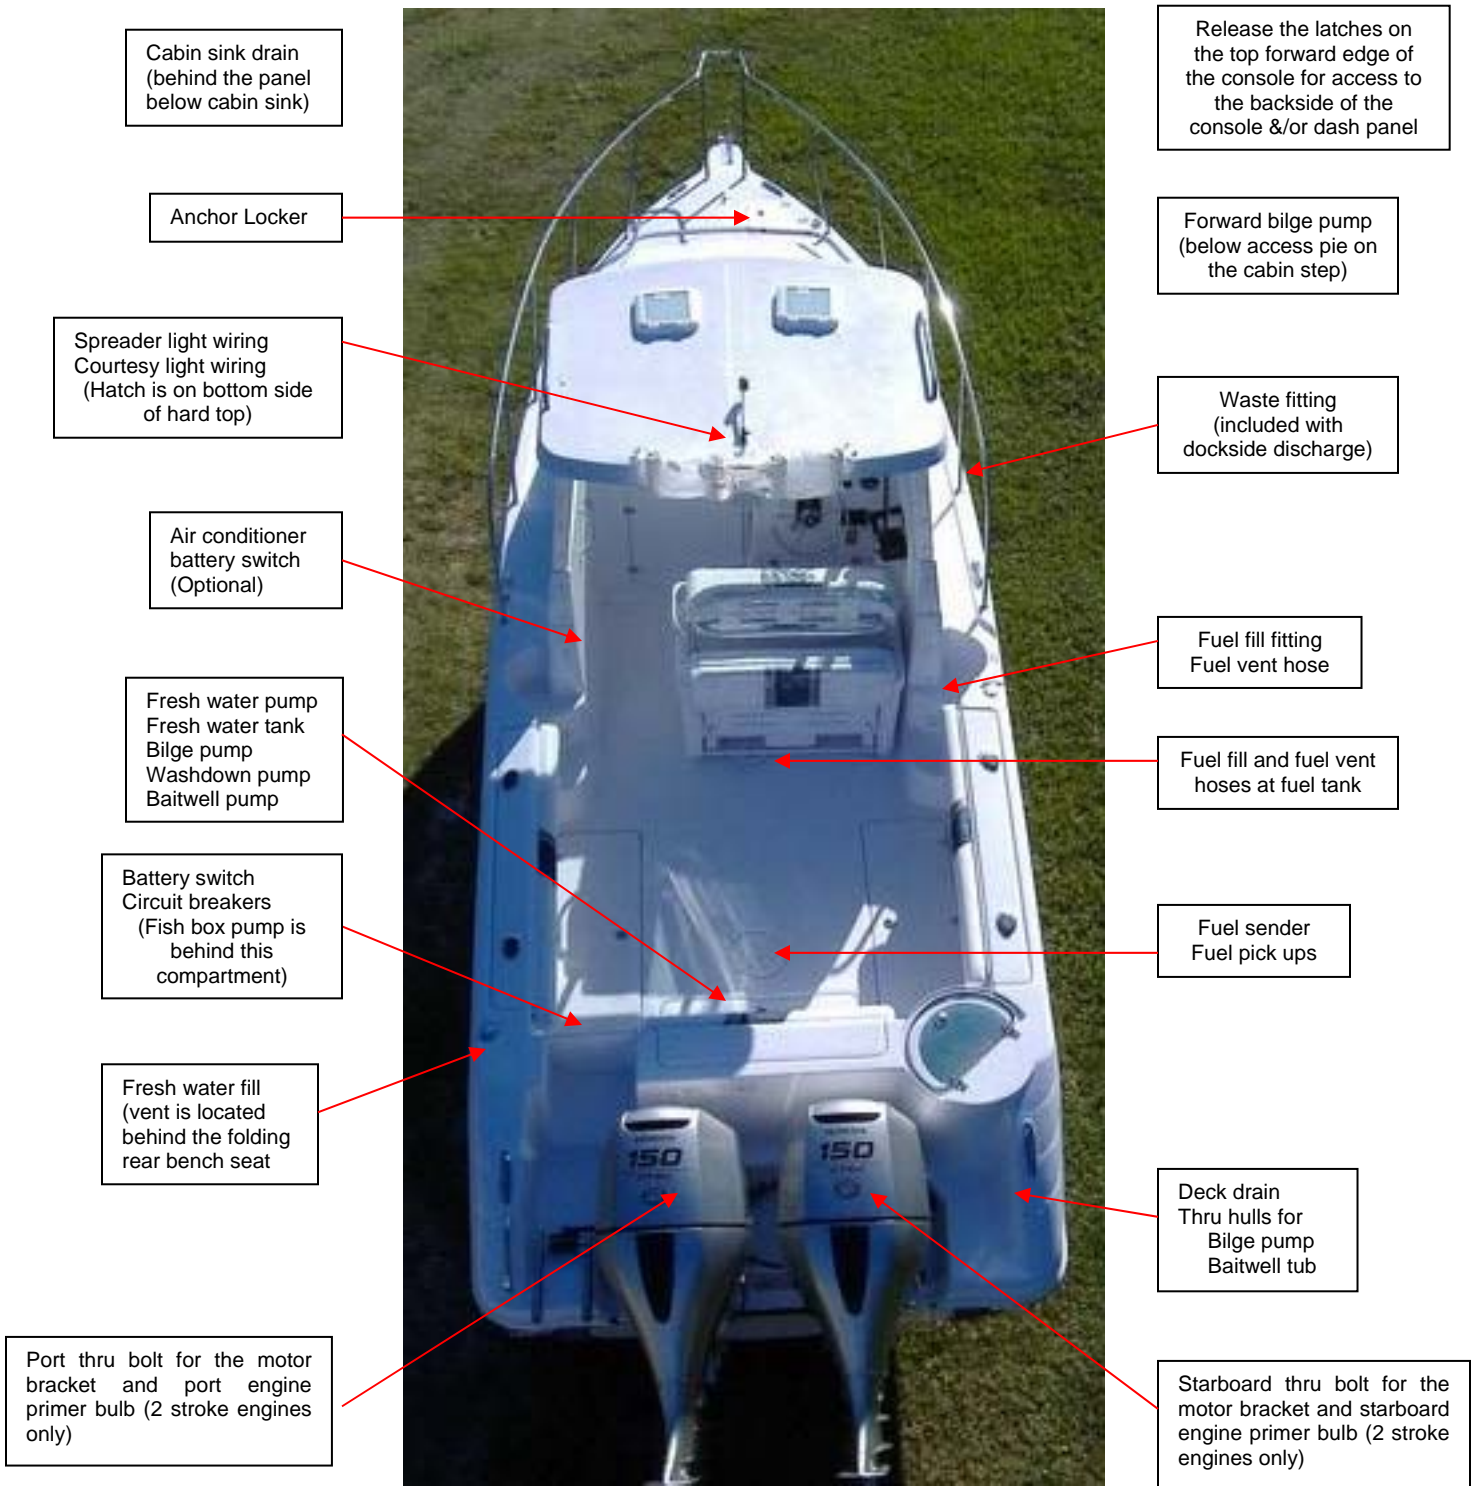 Cabin sink drain
(behind the panel
below cabin sink)
Release the latches on
the top forward edge of
the console for access to
the backside of the
console &/or dash panel
Anchor Locker
Forward bilge pump
(below access pie on
the cabin step)
Spreader light wiring
Courtesy light wiring
(Hatch is on bottom side
of hard top)
Waste fitting
(included with
dockside discharge)
Air conditioner
battery switch
(Optional)
Fuel fill fitting
Fuel vent hose
Fresh water pump
Fresh water tank
Bilge pump
Washdown pump
Baitwell pump
Fuel fill and fuel vent
hoses at fuel tank
Battery switch
Circuit breakers
(Fish box pump is
behind this
compartment)
Fuel sender
Fuel pick ups
Fresh water fill
(vent is located
behind the folding
rear bench seat
150
150
Deck drain
Thru hulls for
Bilge pump
Baitwell tub
Port thru bolt for the motor
bracket and port engine
primer bulb (2 stroke engines
only)
Starboard thru bolt for the
motor bracket and starboard
engine primer bulb (2 stroke
engines only)